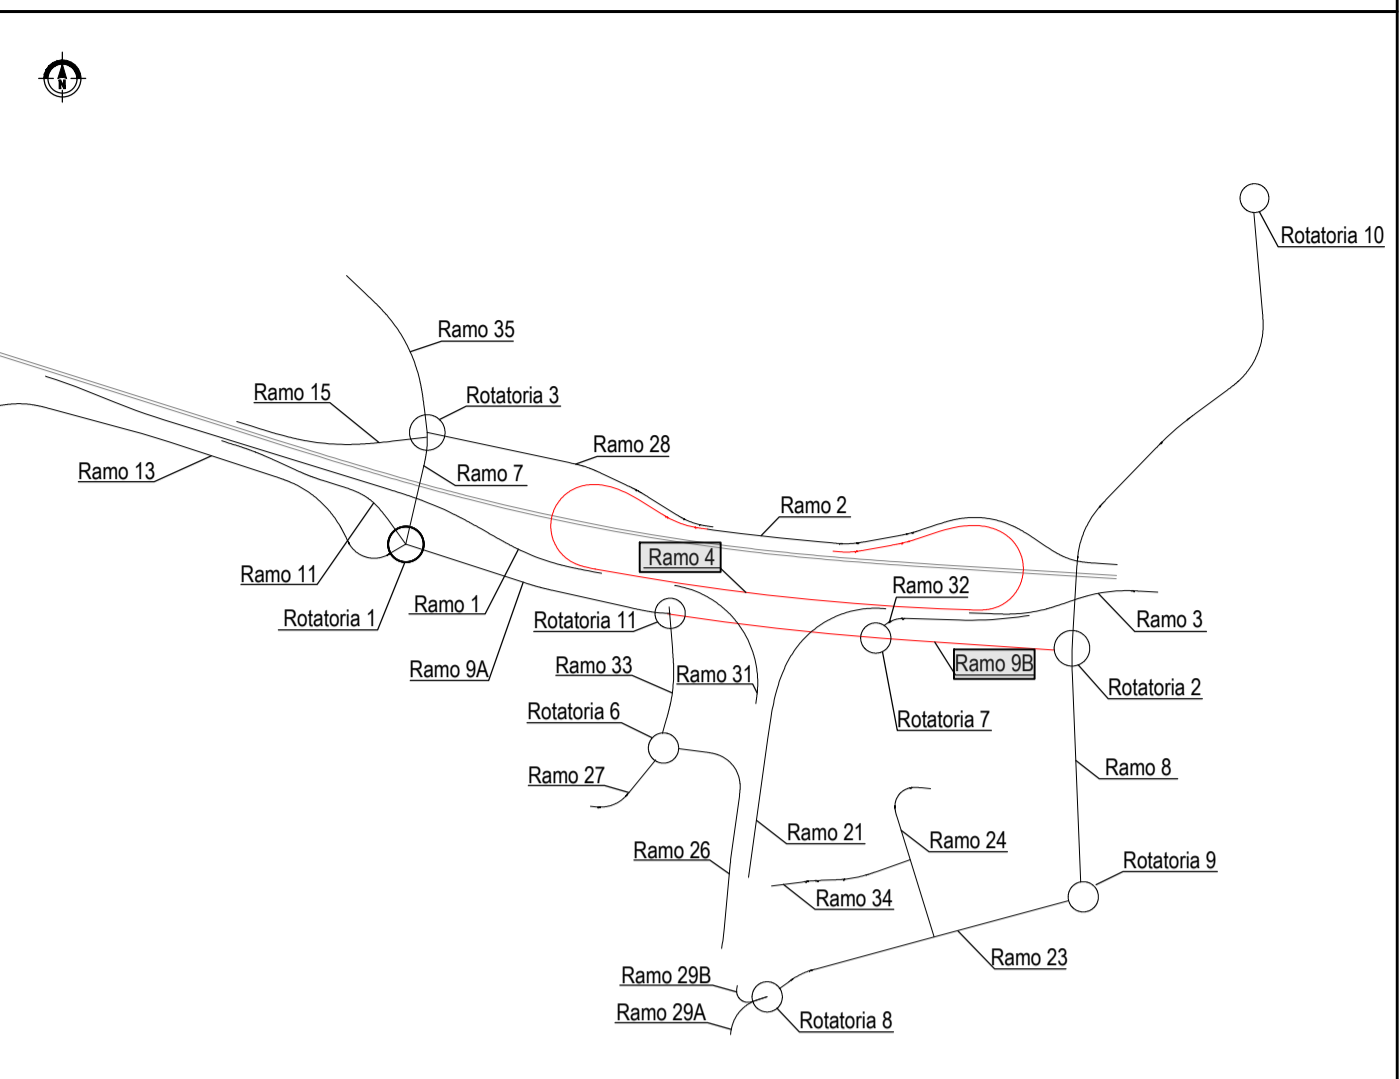 N
Rotatoria 10
Ramo 35
Ramo 15
Rotatoria 3
Ramo 28
Ramo 13
Ramo 7
Ramo 2
Ramo 4
Ramo 11
Ramo 32
Ramo 1
Rotatoria 1
Rotatoria 11
Ramo 3
Ramo 9A
Ramo 33
Ramo 31
Ramo 9B
Rotatoria 2
Rotatoria 6
Rotatoria 7
Ramo 27
Ramo 8
Ramo 21
Ramo 24
Ramo 26
Rotatoria 9
Ramo 34
Ramo 23
Ramo 29B
Ramo 29A
Rotatoria 8